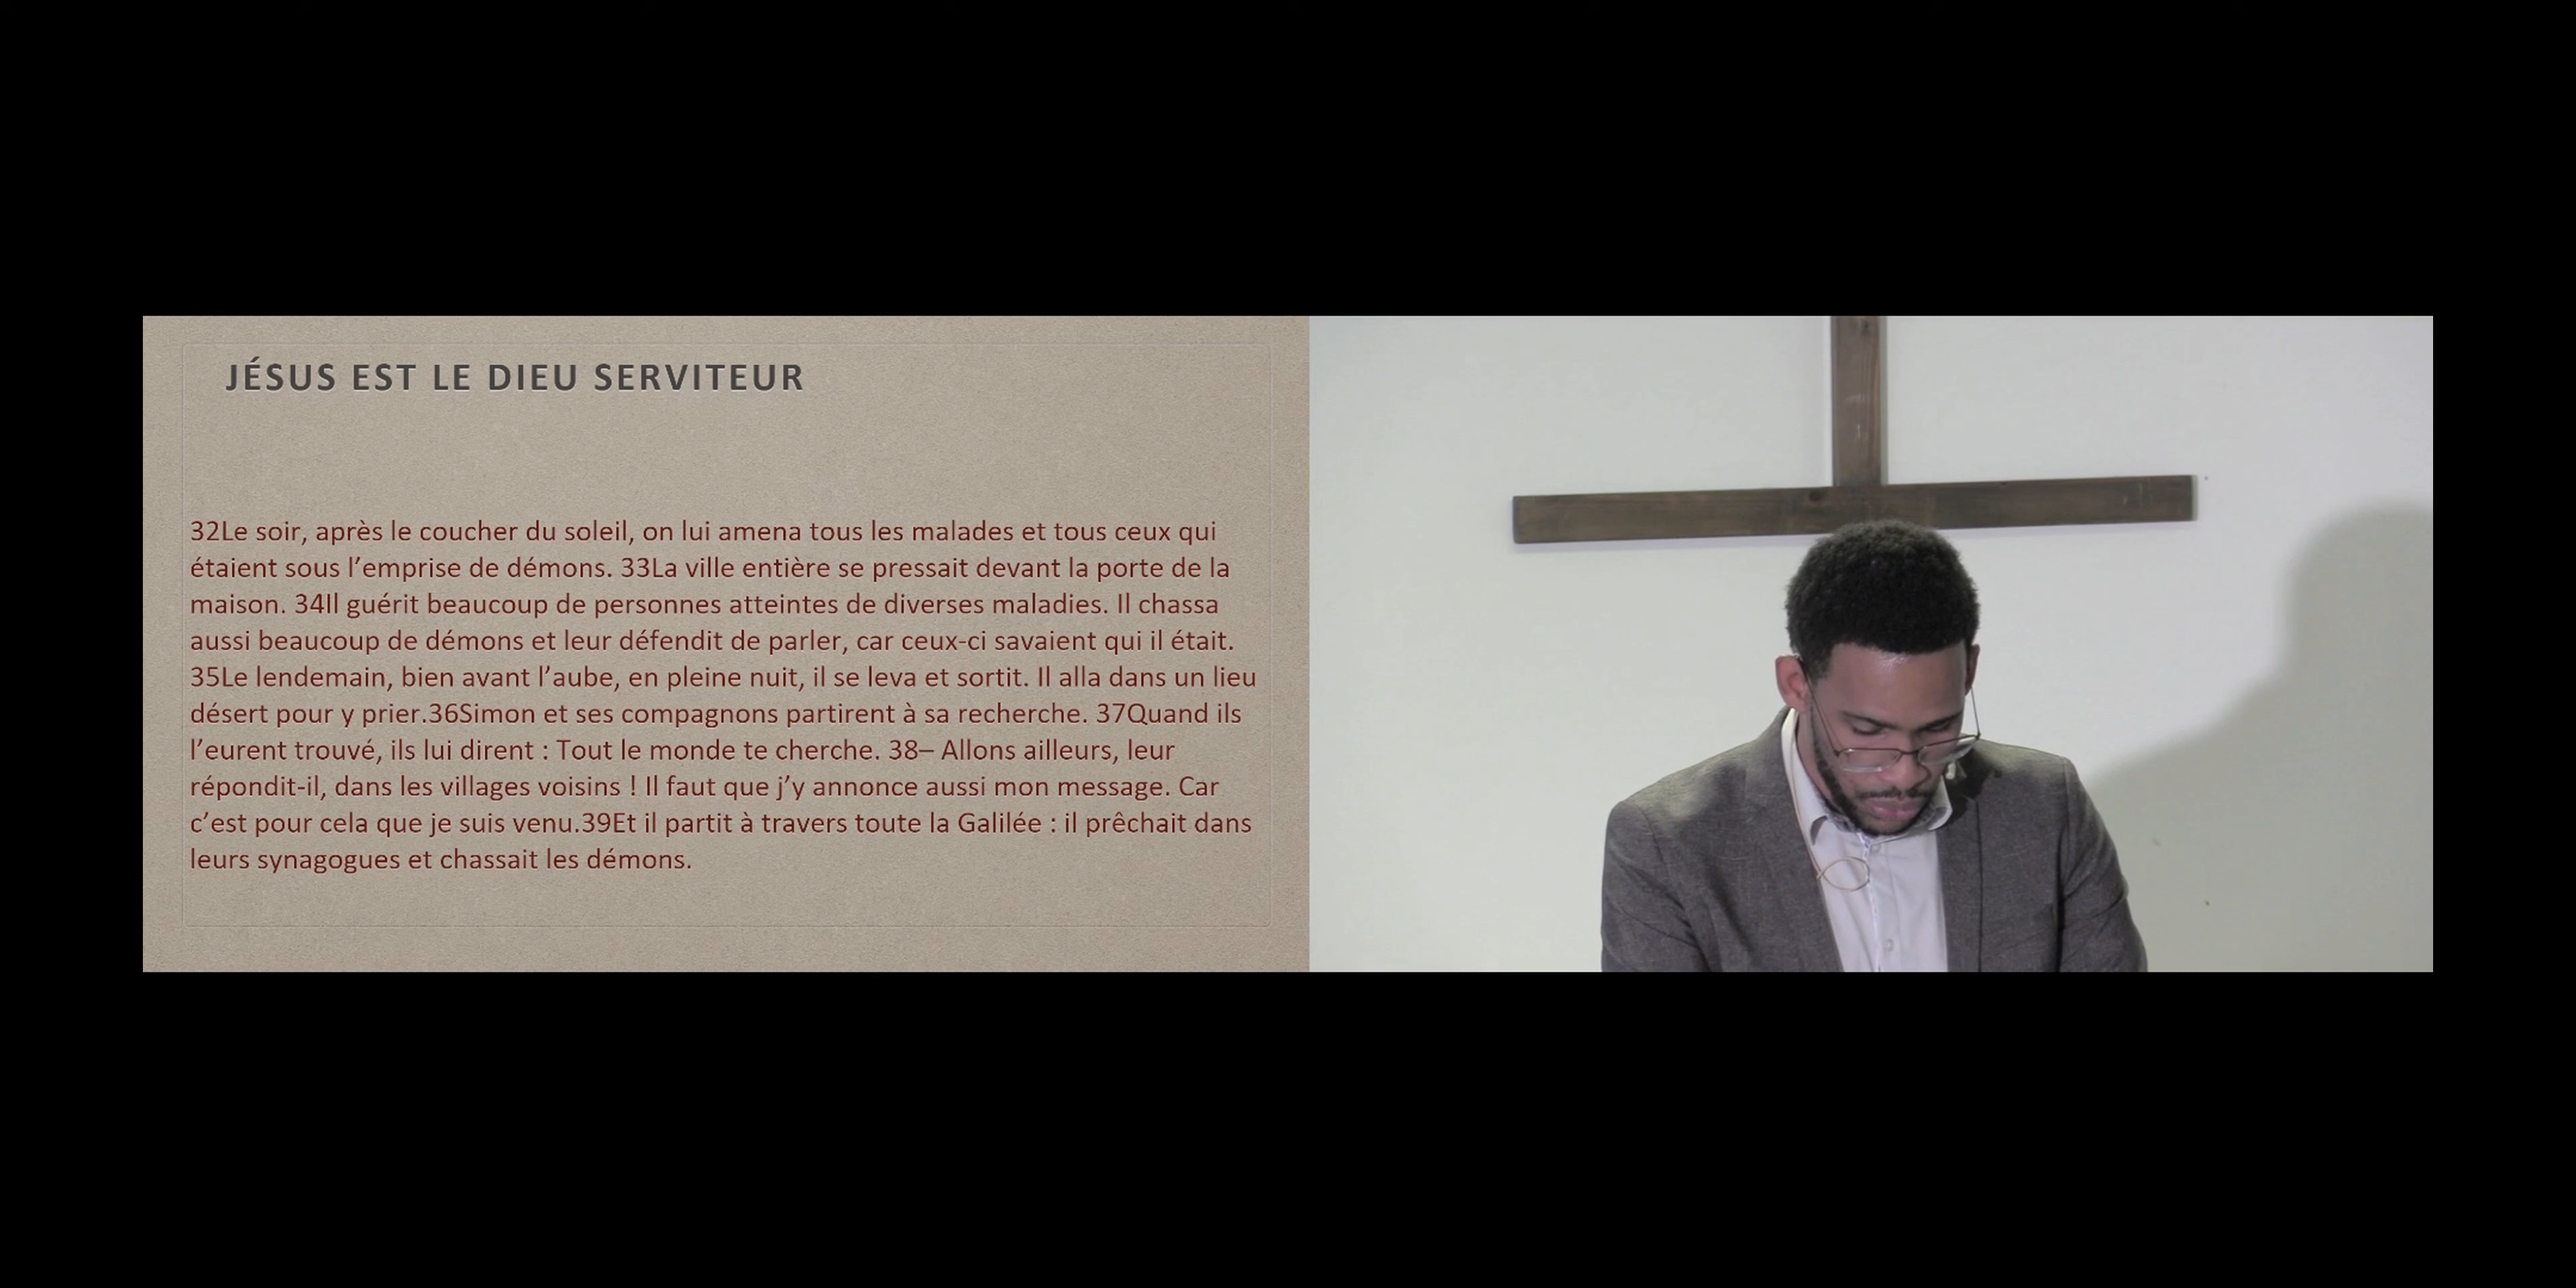 JÉSUS EST LE DIEU SERVITEUR
32Le soir, après le coucher du soleil, on lui amena tous les malades et tous ceux qui
étaient sous l’emprise de démons. 33La ville entière se pressait devant la porte de la
maison. 34Il guérit beaucoup de personnes atteintes de diverses maladies. Il chassa
aussi beaucoup de démons et leur défendit de parler, car ceux-ci savaient qui il était.
35Le lendemain, bien avant l’aube, en pleine nuit, il se leva et sortit. Il alla dans un lieu
désert pour y prier.36Simon et ses compagnons partirent à sa recherche. 37Quand ils
l’eurent trouvé, ils lui dirent : Tout le monde te cherche. 38– Allons ailleurs, leur
répondit-il, dans les villages voisins ! Il faut que j’y annonce aussi mon message. Car
c’est pour cela que je suis venu.39Et il partit à travers toute la Galilée : il prêchait dans
leurs synagogues et chassait les démons.